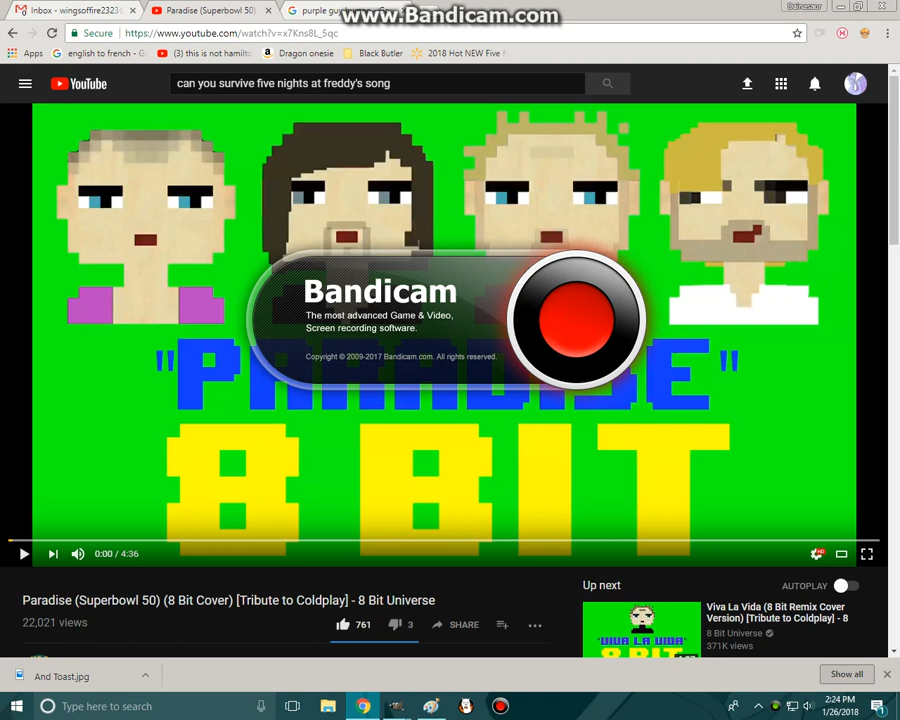 www.Bandicam.com
Dainasaur
Inbox - wingsoffire2323
Paradise (Superbowl 50)
purple guy
Secure
https://www.youtube.com/watch?v=x7Kns8L_5qc
Apps
english to french - G
(3) this is not hamilto
Dragon onesie
Black Butler
2018 Hot NEW Five N
YouTube
can you survive five nights at freddy's song
Bandicam
The most advanced Game & Video,
Screen recording software.
Copyright © 2009-2017 Bandicam.com. All rights reserved.
"PARADISE"
8 BIT
0:00 / 4:36
HD
Paradise (Superbowl 50) (8 Bit Cover) [Tribute to Coldplay] - 8 Bit Universe
22,021 views
761
3
SHARE
Up next
AUTOPLAY
"VIVA LA VIDA"
8 BIT
Viva La Vida (8 Bit Remix Cover
Version) [Tribute to Coldplay] - 8
8 Bit Universe
371K views
And Toast.jpg
Show all
Type here to search
2:24 PM
1/26/2018